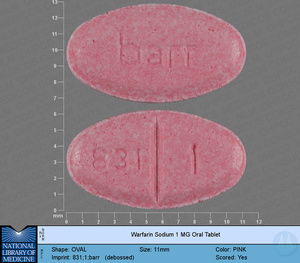 barr
831 1
mm
13
12
11
10
9
8
7
6
5
4
3
2
1
0
mm
0 1 2 3 4 5 6 7 8 9 10 11 12
Warfarin Sodium 1 MG Oral Tablet
NATIONAL
LIBRARY OF
MEDICINE
Shape: OVAL Size: 11mm Color: PINK
Imprint: 831;1;barr (debossed) Scored: Yes